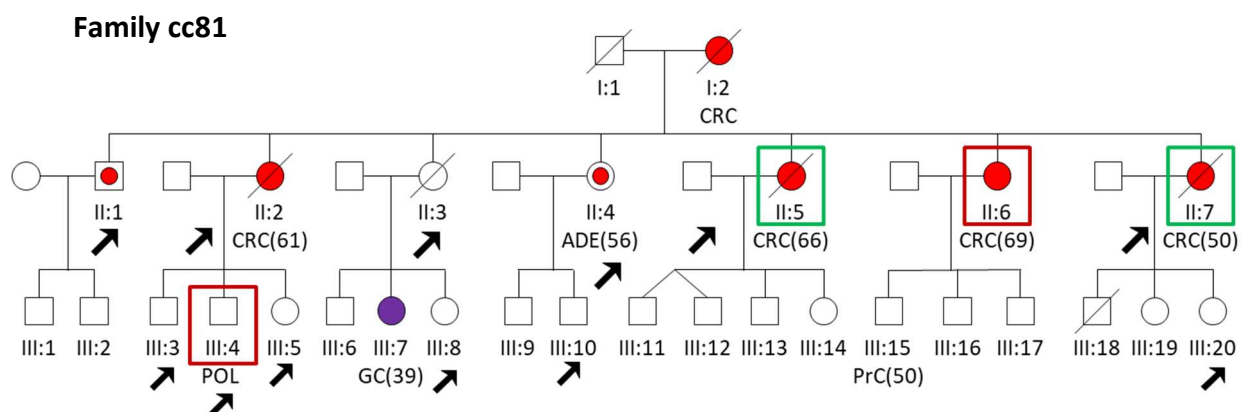 Family cc81
I:1 I:2
CRC
II:1 II:2 II:3 II:4 II:5 II:6 II:7
CRC(61) ADE(56) CRC(66) CRC(69) CRC(50)
III:1 III:2 III:3 III:4 III:5 III:6 III:7 III:8 III:9 III:10 III:11 III:12 III:13 III:14 III:15 III:16 III:17 III:18 III:19 III:20
POL GC(39) PrC(50)